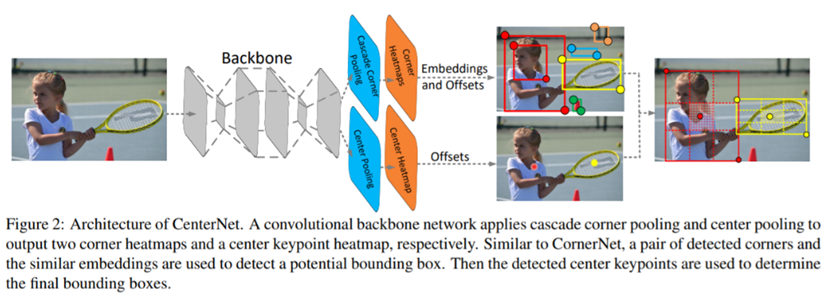 Backbone
Cascade Corner
Pooling
Corner
Heatmaps
Embeddings
and Offsets
Center Pooling
Center Heatmap
Offsets
Figure 2: Architecture of CenterNet. A convolutional backbone network applies cascade corner pooling and center pooling to
output two corner heatmaps and a center keypoint heatmap, respectively. Similar to CornerNet, a pair of detected corners and
the similar embeddings are used to detect a potential bounding box. Then the detected center keypoints are used to determine
the final bounding boxes.